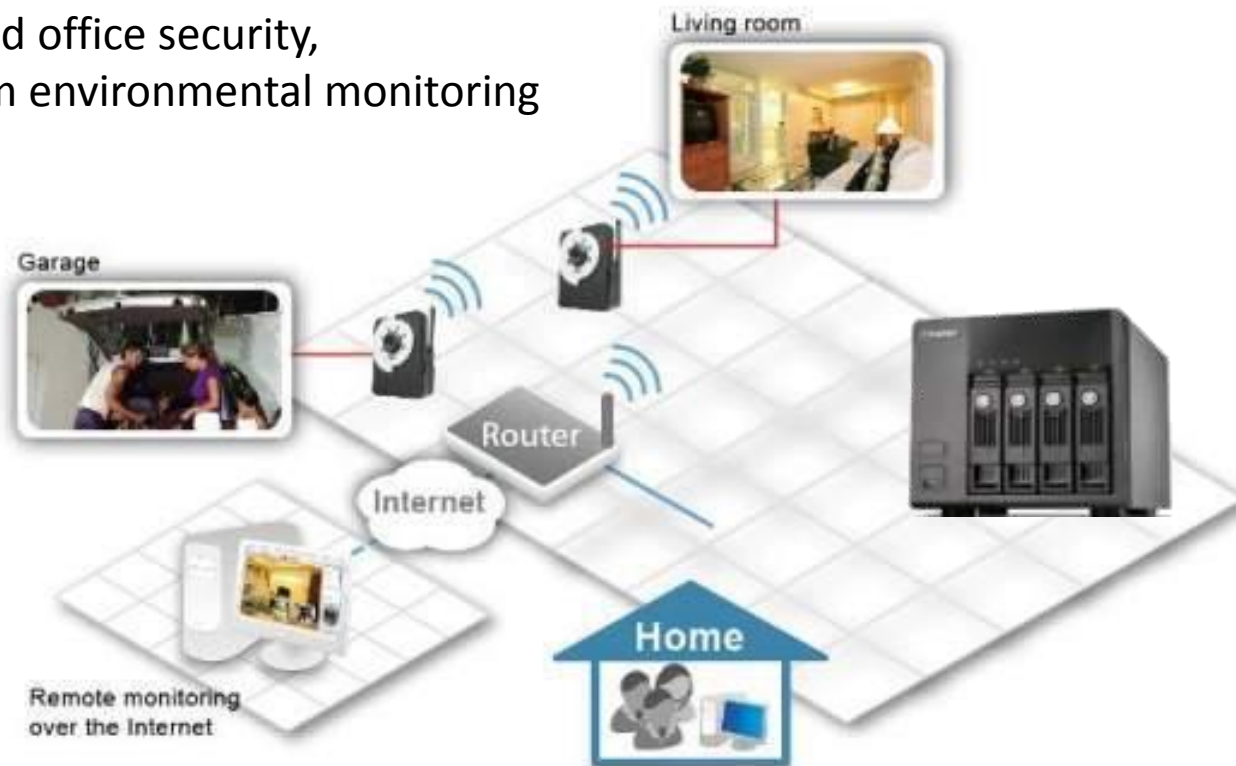 d office security,
n environmental monitoring
Living room
Garage
Router
Internet
Home
Remote monitoring
over the Internet